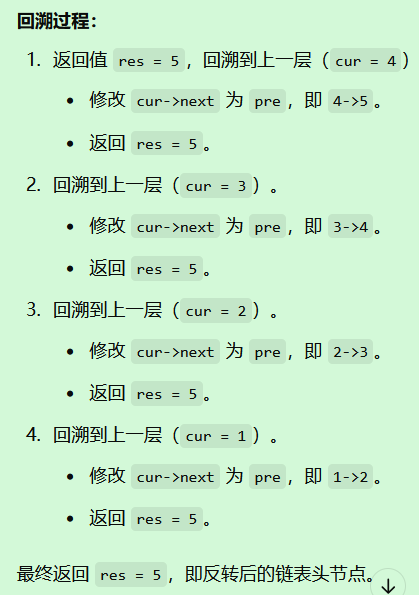 回溯过程：
1. 返回值 res = 5，回溯到上一层（cur = 4）
• 修改 cur->next 为 pre，即 4->5。
• 返回 res = 5。
2. 回溯到上一层（cur = 3）。
• 修改 cur->next 为 pre，即 3->4。
• 返回 res = 5。
3. 回溯到上一层（cur = 2）。
• 修改 cur->next 为 pre，即 2->3。
• 返回 res = 5。
4. 回溯到上一层（cur = 1）。
• 修改 cur->next 为 pre，即 1->2。
• 返回 res = 5。
最终返回 res = 5，即反转后的链表头节点。